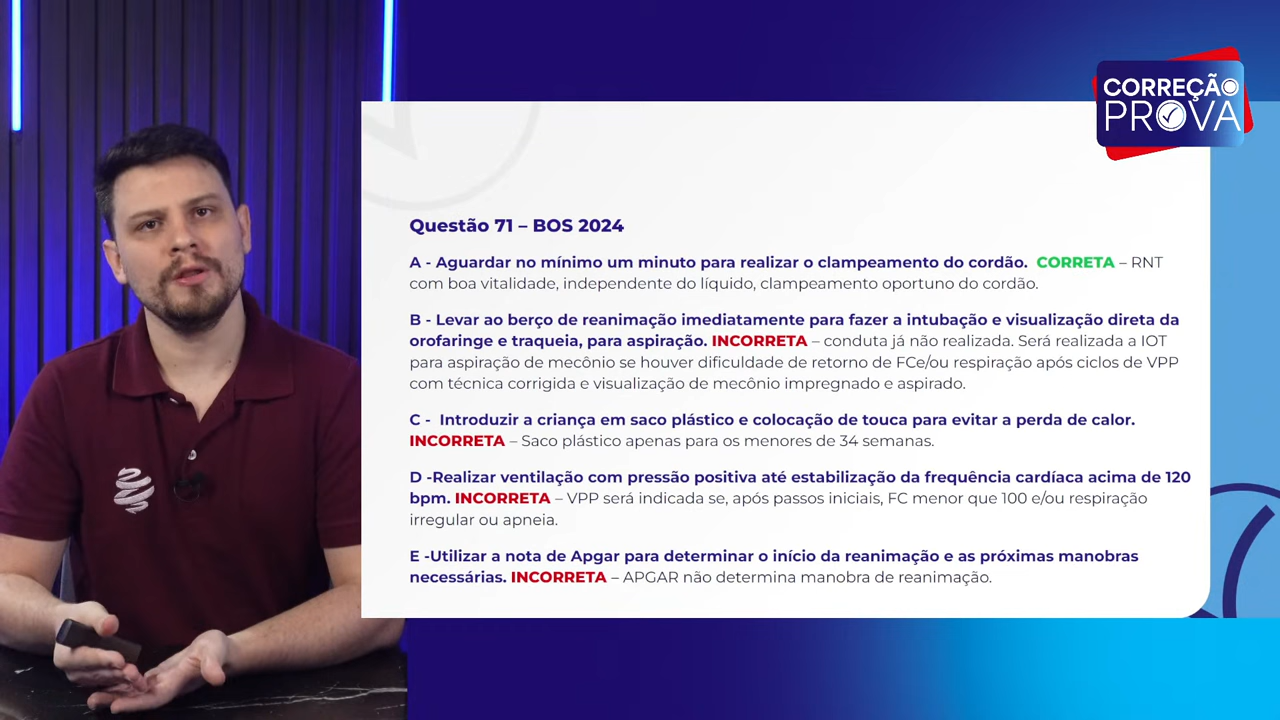 CORREÇÃO
PROVA
Questão 71 – BOS 2024
A - Aguardar no mínimo um minuto para realizar o clampeamento do cordão. CORRETA – RNT
com boa vitalidade, independente do líquido, clampeamento oportuno do cordão.
B - Levar ao berço de reanimação imediatamente para fazer a intubação e visualização direta da
orofaringe e traqueia, para aspiração. INCORRETA – conduta já não realizada. Será realizada a IOT
para aspiração de mecônio se houver dificuldade de retorno de FCe/ou respiração após ciclos de VPP
com técnica corrigida e visualização de mecônio impregnado e aspirado.
C - Introduzir a criança em saco plástico e colocação de touca para evitar a perda de calor.
INCORRETA – Saco plástico apenas para os menores de 34 semanas.
D -Realizar ventilação com pressão positiva até estabilização da frequência cardíaca acima de 120
bpm. INCORRETA – VPP será indicada se, após passos iniciais, FC menor que 100 e/ou respiração
irregular ou apneia.
E -Utilizar a nota de Apgar para determinar o início da reanimação e as próximas manobras
necessárias. INCORRETA – APGAR não determina manobra de reanimação.